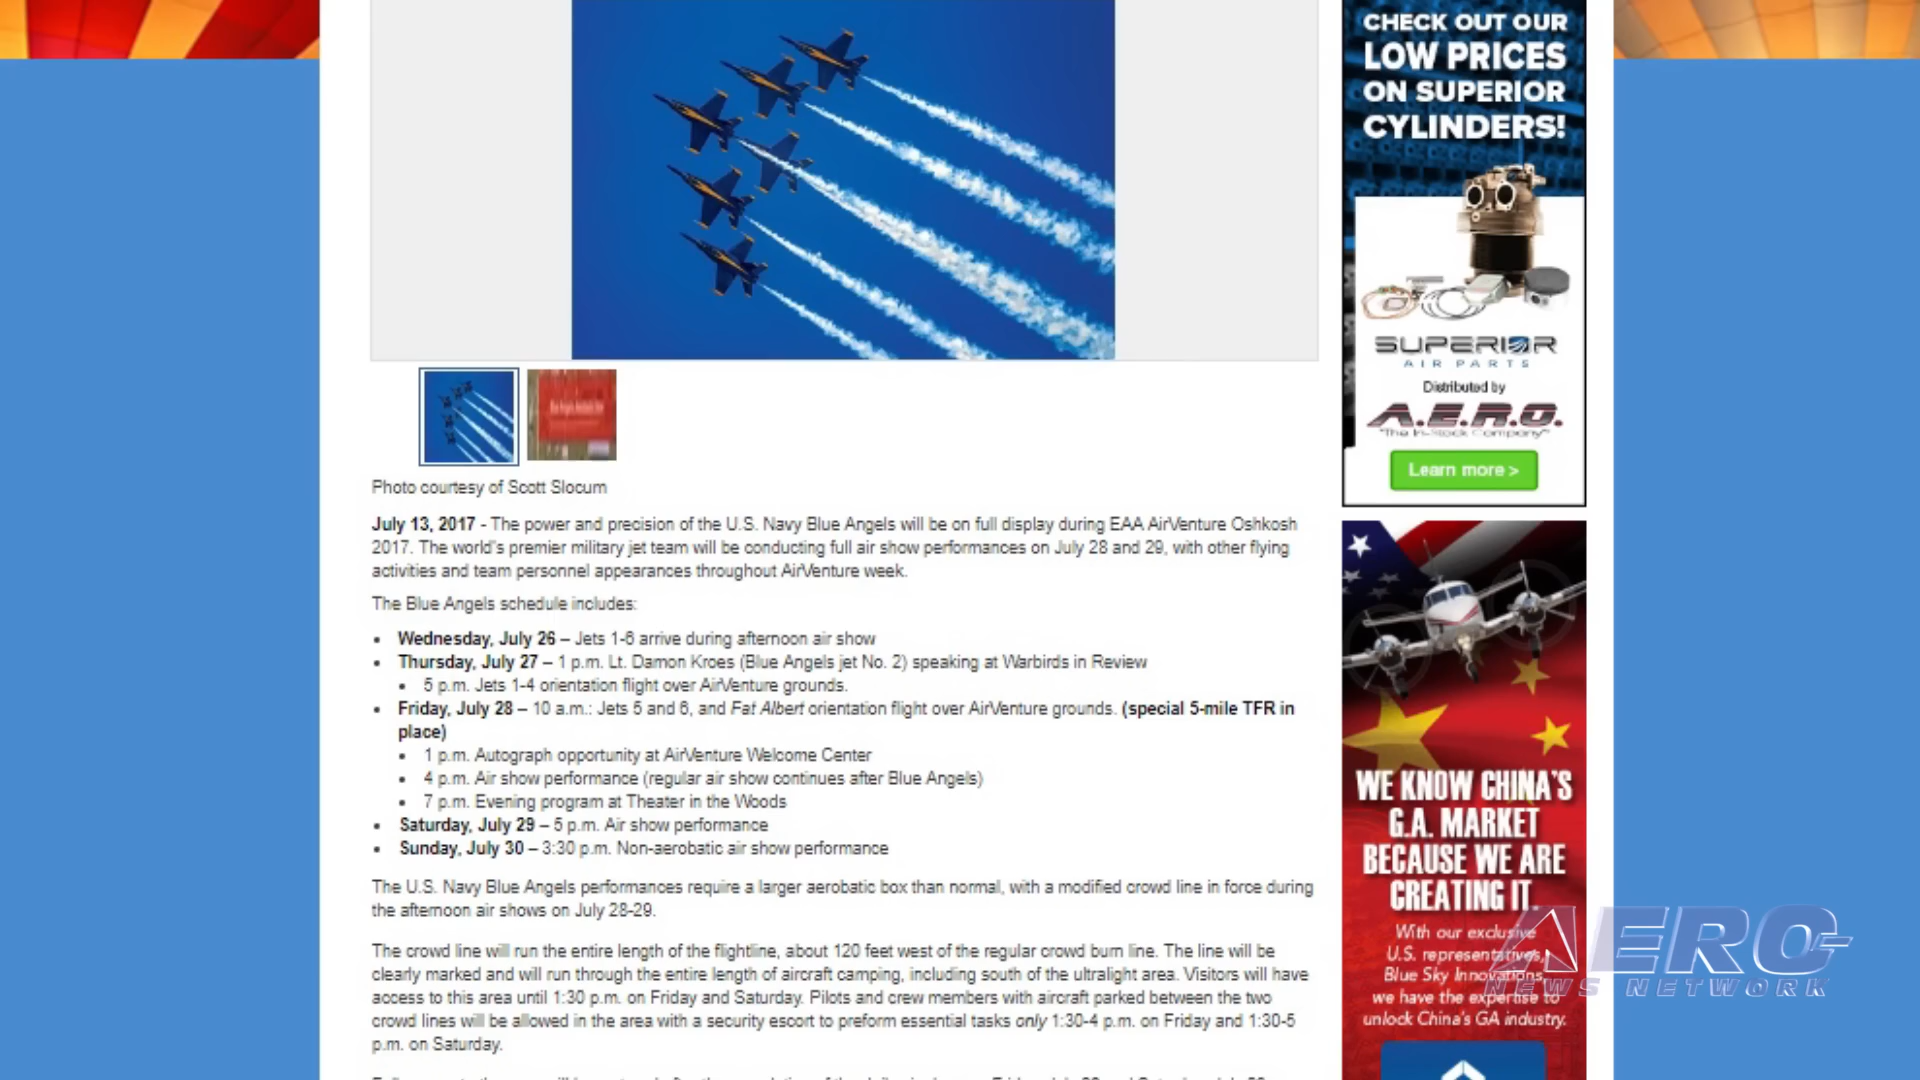 Photo courtesy of Scott Slocum
July 13, 2017 - The power and precision of the U.S. Navy Blue Angels will be on full display during EAA AirVenture Oshkosh
2017. The world's premier military jet team will be conducting full air show performances on July 28 and 29, with other flying
activities and team personnel appearances throughout AirVenture week.
The Blue Angels schedule includes:
• Wednesday, July 26 – Jets 1-6 arrive during afternoon air show
• Thursday, July 27 – 1 p.m. Lt. Damon Kroes (Blue Angels jet No. 2) speaking at Warbirds in Review
• 5 p.m. Jets 1-4 orientation flight over AirVenture grounds.
• Friday, July 28 – 10 a.m.: Jets 5 and 6, and Fat Albert orientation flight over AirVenture grounds. (special 5-mile TFR in
place)
• 1 p.m. Autograph opportunity at AirVenture Welcome Center
• 4 p.m. Air show performance (regular air show continues after Blue Angels)
• 7 p.m. Evening program at Theater in the Woods
• Saturday, July 29 – 5 p.m. Air show performance
• Sunday, July 30 – 3:30 p.m. Non-aerobatic air show performance
The U.S. Navy Blue Angels performances require a larger aerobatic box than normal, with a modified crowd line in force during
the afternoon air shows on July 28-29.
The crowd line will run the entire length of the flightline, about 120 feet west of the regular crowd burn line. The line will be
clearly marked and will run through the entire length of aircraft camping, including south of the ultralight area. Visitors will have
access to this area until 1:30 p.m. on Friday and Saturday. Pilots and crew members with aircraft parked between the two
crowd lines will be allowed in the area with a security escort to preform essential tasks only 1:30-4 p.m. on Friday and 1:30-5
p.m. on Saturday.
CHECK OUT OUR
LOW PRICES
ON SUPERIOR
CYLINDERS!
SUPERIOR
AIR PARTS
Distributed by
A.E.R.O.
"The In-Stock Company"
Learn more >
WE KNOW CHINA'S
G.A. MARKET
BECAUSE WE ARE
CREATING IT.
With our exclusive
U.S. representatives,
Blue Sky Innovations,
we have the expertise to
unlock China's GA industry.
AERO-
NEWS NETWORK